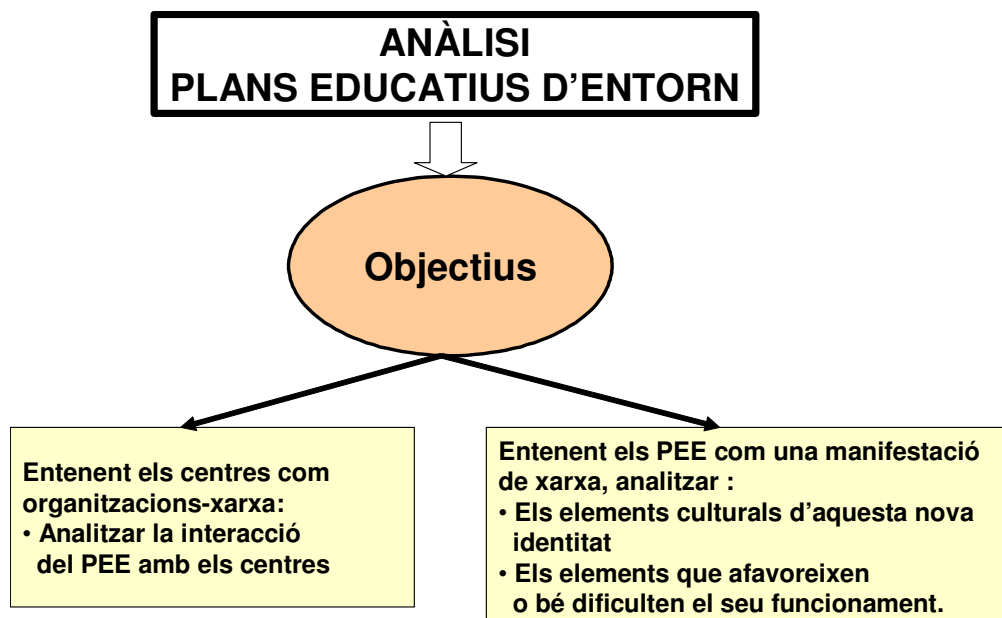 ANÀLISI
PLANS EDUCATIUS D’ENTORN
Objectius
Entenent els centres com
organitzacions-xarxa:
• Analitzar la interacció
del PEE amb els centres
Entenent els PEE com una manifestació
de xarxa, analitzar :
• Els elements culturals d’aquesta nova
identitat
• Els elements que afavoreixen
o bé dificulten el seu funcionament.